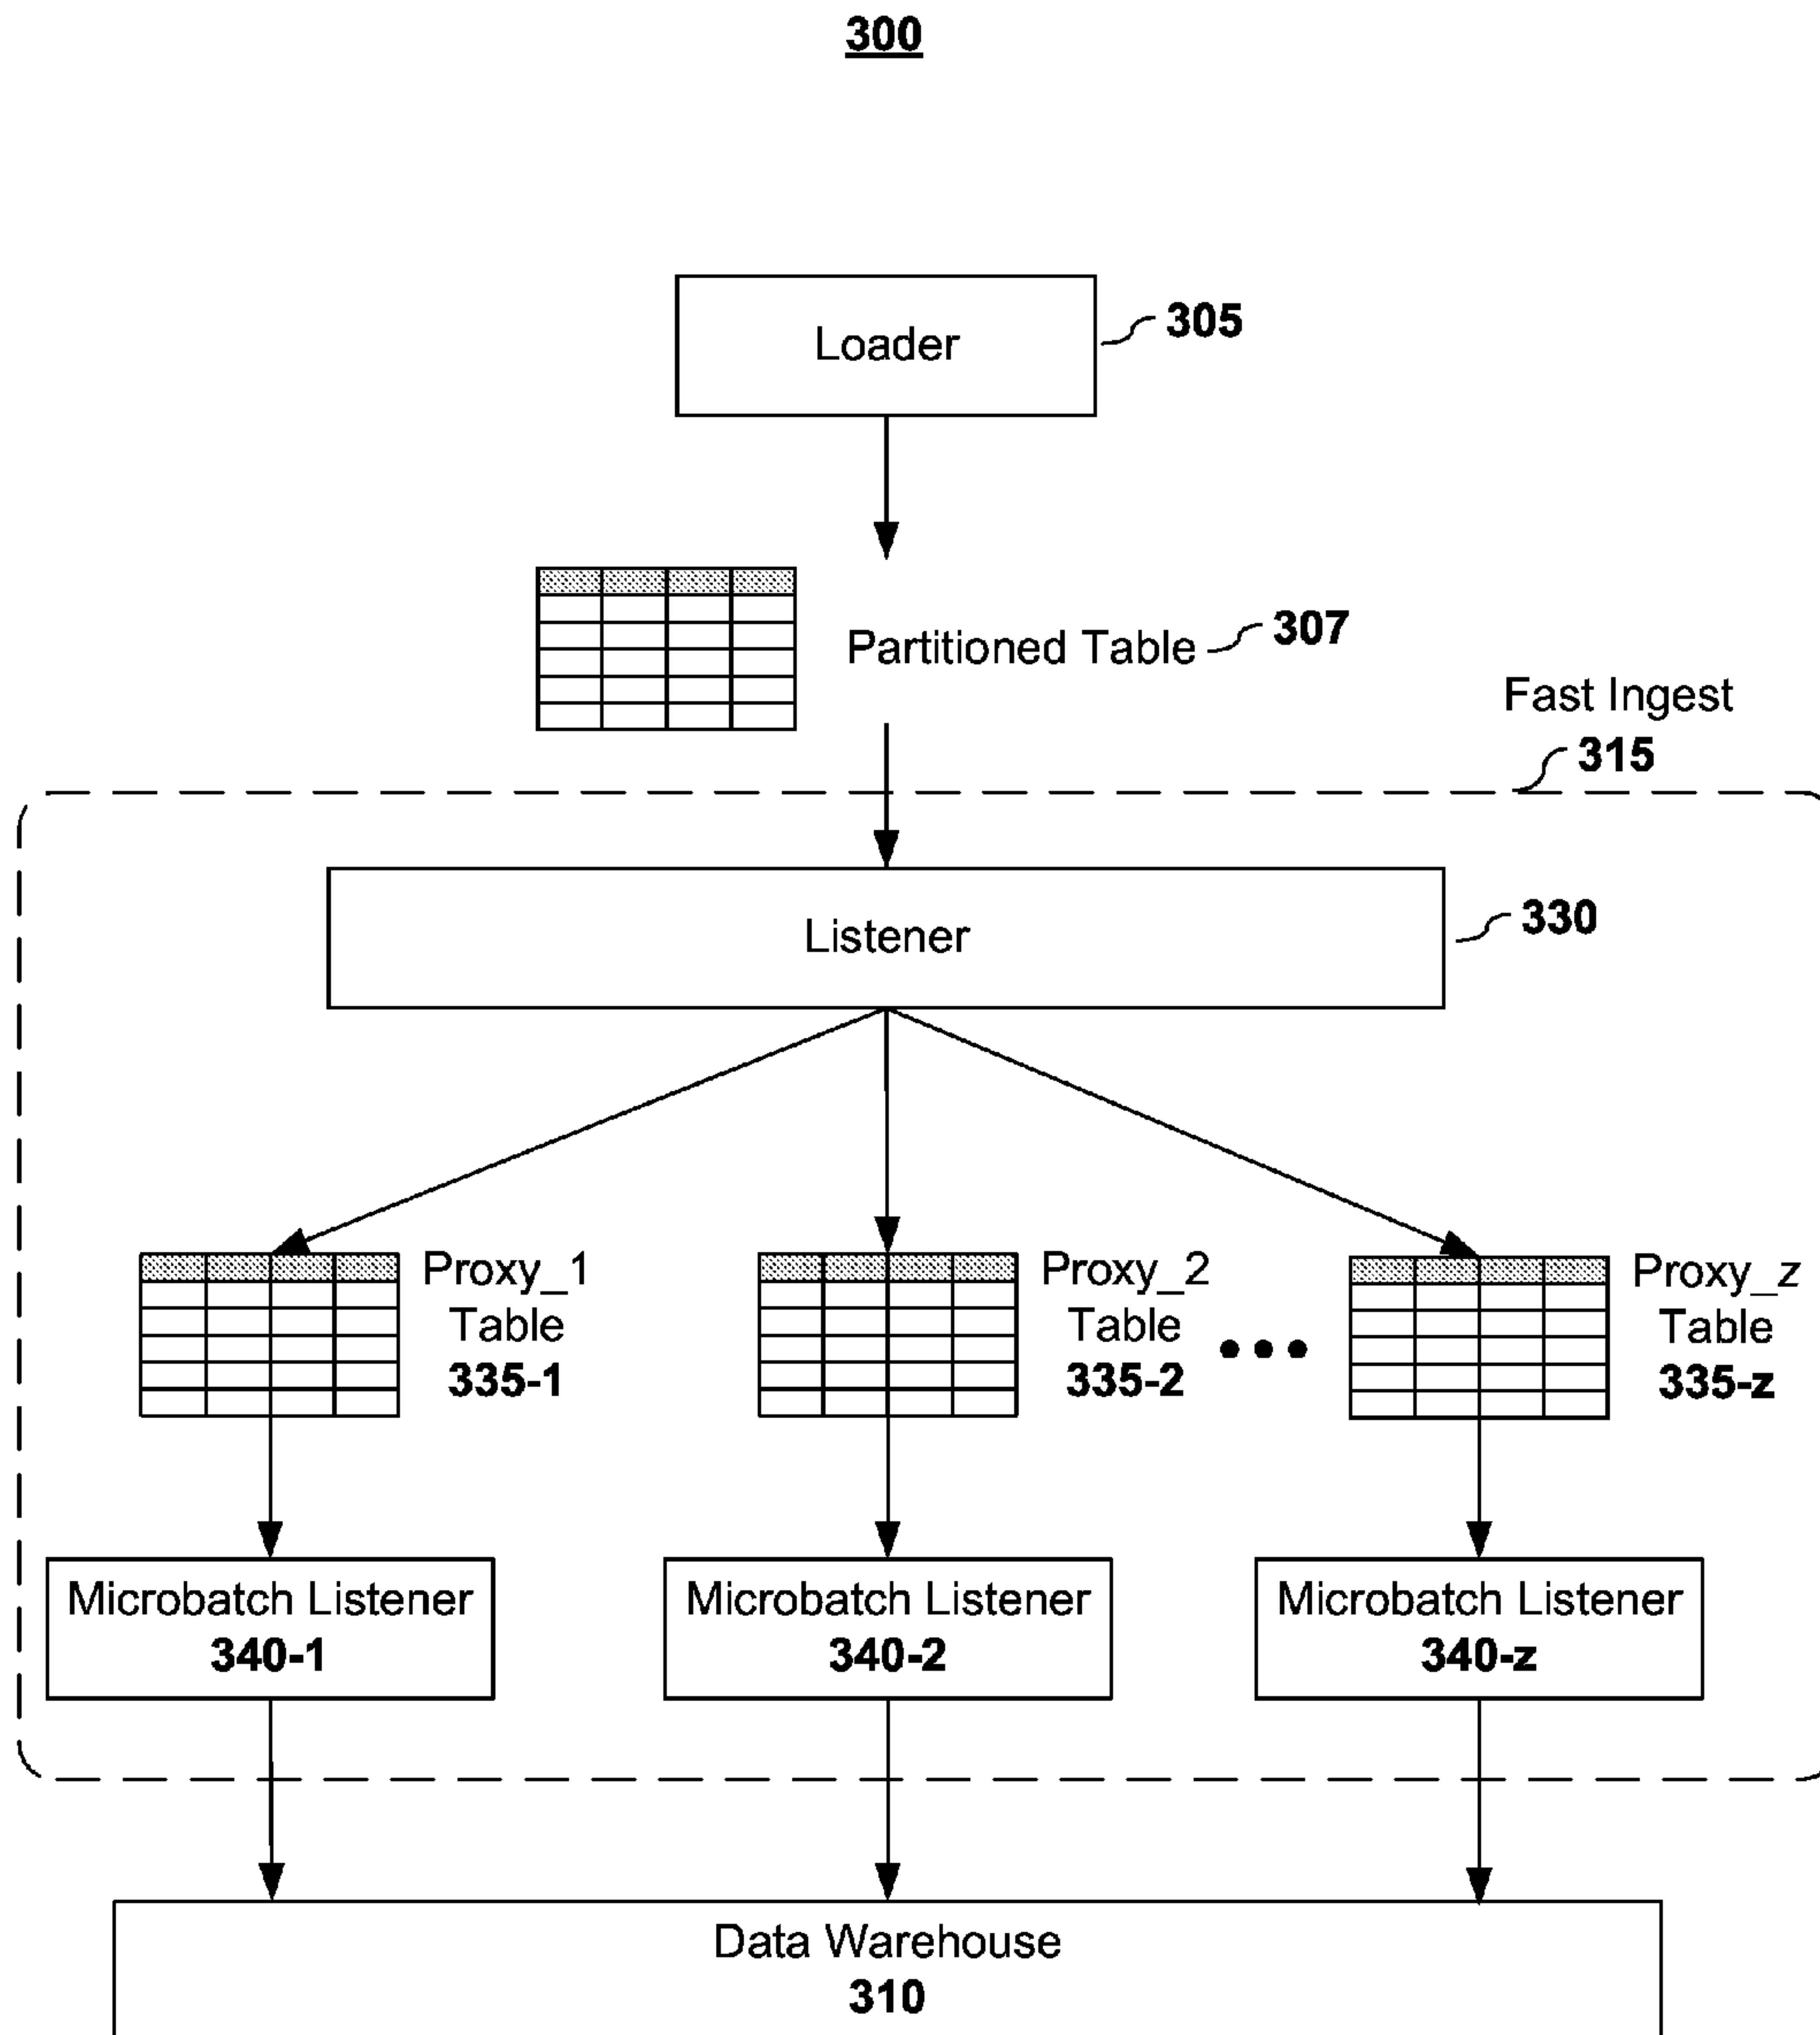 300
Loader
305
Partitioned Table
307
Fast Ingest
315
Listener
330
Proxy_1
Table
335-1
Proxy_2
Table
335-2
Proxy_z
Table
335-z
Microbatch Listener
340-1
Microbatch Listener
340-2
Microbatch Listener
340-z
Data Warehouse
310